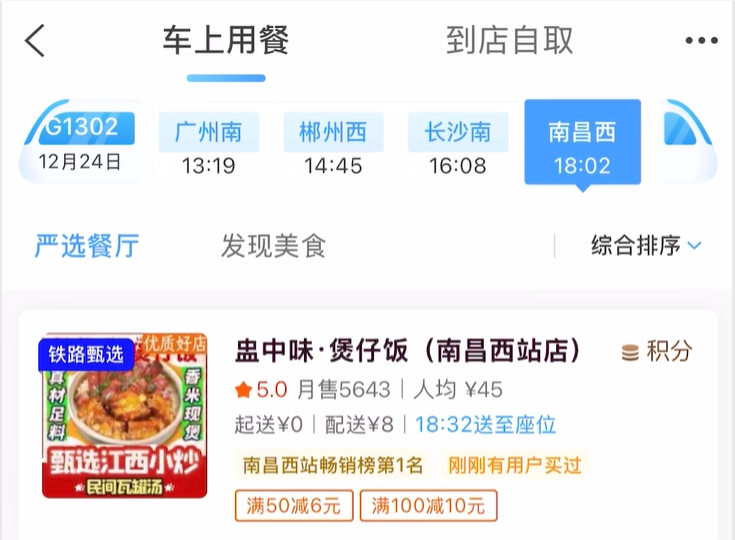 车上用餐 到店自取
G1302 广州南 郴州西 长沙南 南昌西
12月24日 13:19 14:45 16:08 18:02
严选餐厅 发现美食 综合排序
铁路甄选
优质好店
真材足料
香米现煲
甄选江西小炒
民间瓦罐汤
盅中味·煲仔饭（南昌西站店） 积分
5.0 月售5643 人均 ¥45
起送¥0 配送¥8 18:32送至座位
南昌西站畅销榜第1名 刚刚有用户买过
满50减6元 满100减10元